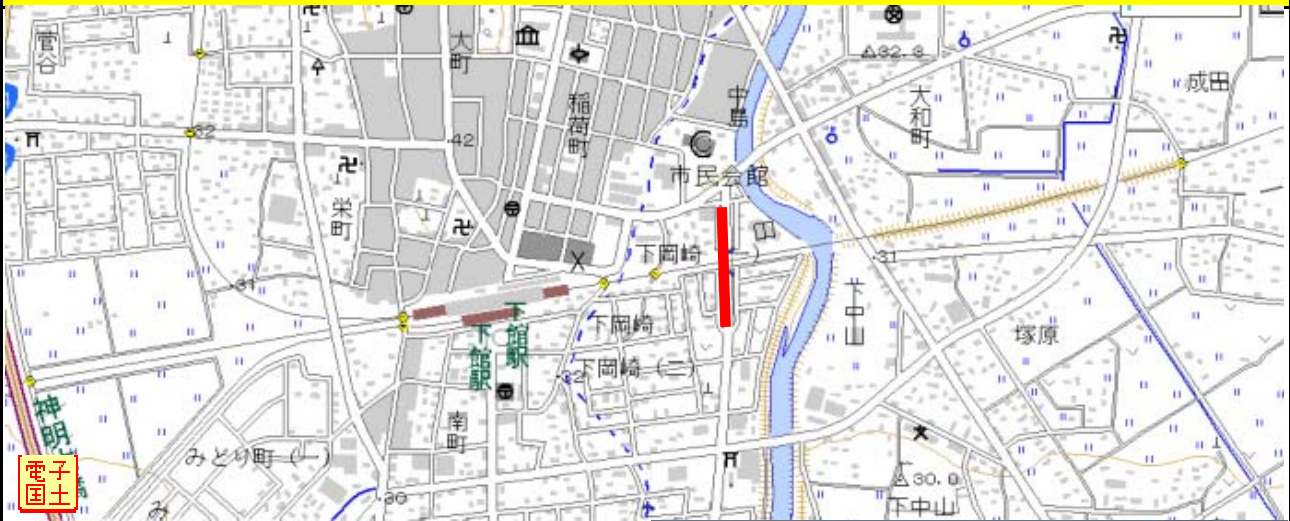 菅谷
大町
稲荷町
中島
△32.3
大和町
成田
32
42
市民会館
栄町
下岡崎
31
31
下中山
塚原
下館駅
下館駅
下岡崎
下岡崎(二)
32
神明
南町
みどり町(一)
30
30.0
下中山
み
電子
国土